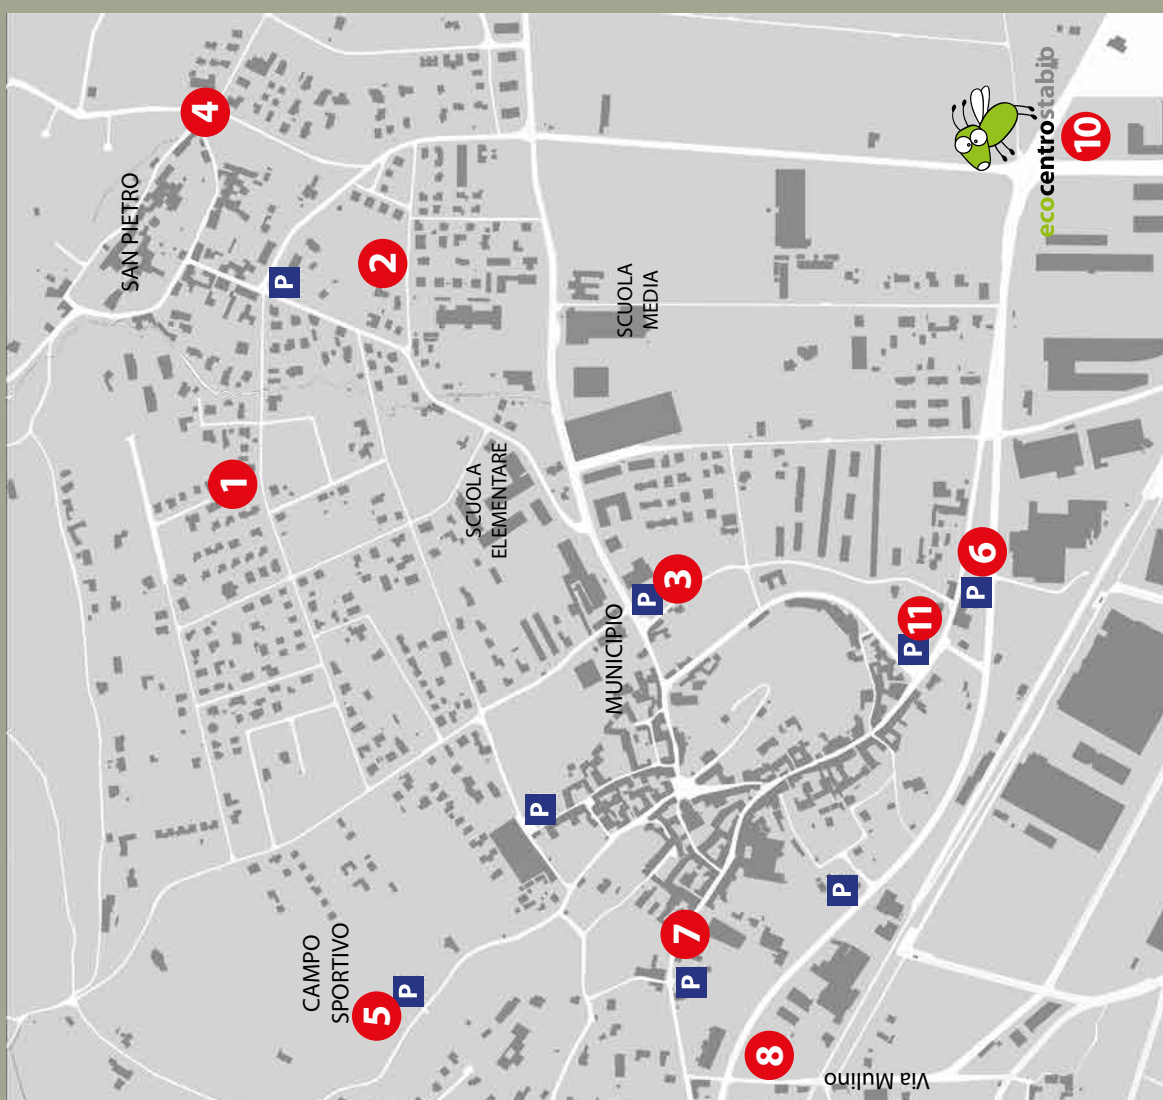 SAN PIETRO
4
1
P
CAMPO
SPORTIVO
5
2
P
SCUOLA
ELEMENTARE
P
MUNICIPIO
SCUOLA
MEDIA
P
3
7
P
8
P
Via Mulino
P
11
P
6
ecocentrostabio
10